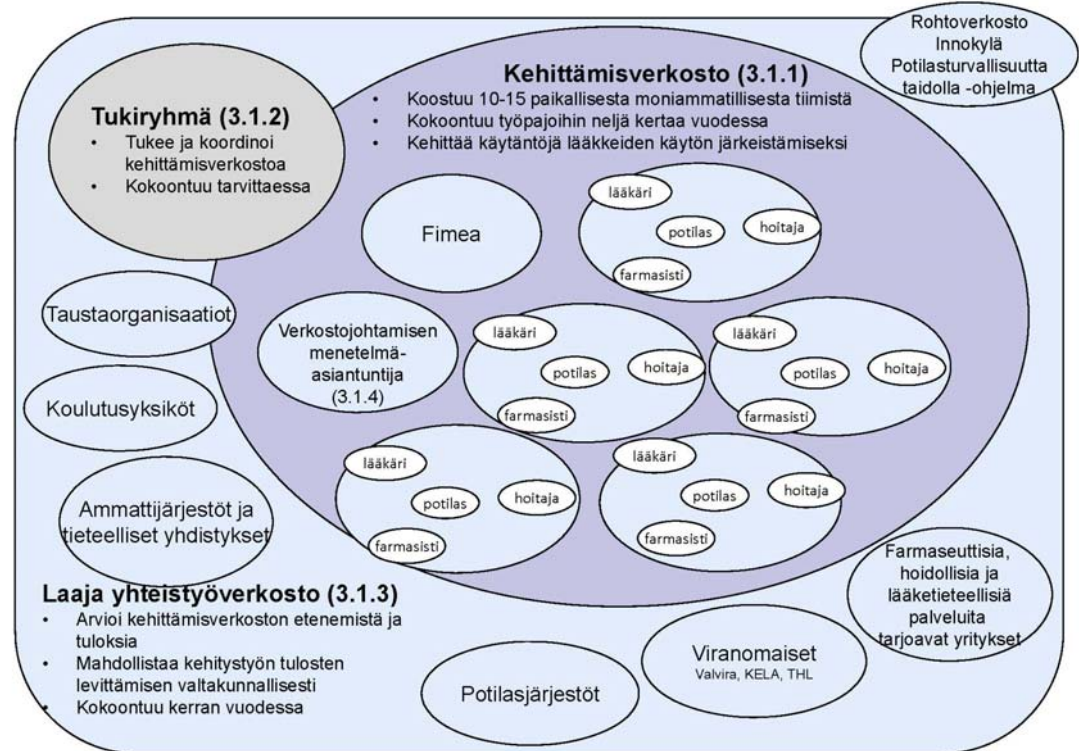 Rohtoverkosto
Innokylä
Potilasturvallisuutta
taidolla -ohjelma
Kehittämisverkosto (3.1.1)
• Koostuu 10-15 paikallisesta moniammatillisesta tiimistä
• Kokoontuu työpajoihin neljä kertaa vuodessa
• Kehittää käytäntöjä lääkkeiden käytön järkeistämiseksi
Tukiryhmä (3.1.2)
• Tukee ja koordinoi
kehittämisverkostoa
• Kokoontuu tarvittaessa
Fimea
lääkäri
potilas
hoitaja
farmasisti
Taustaorganisaatiot
Verkostojohtamisen
menetelmä-
asiantuntija
(3.1.4)
lääkäri
potilas
hoitaja
farmasisti
lääkäri
potilas
hoitaja
farmasisti
Koulutusyksiköt
lääkäri
potilas
hoitaja
farmasisti
lääkäri
potilas
hoitaja
farmasisti
Ammattijärjestöt ja
tieteelliset yhdistykset
Laaja yhteistyöverkosto (3.1.3)
• Arvioi kehittämisverkoston etenemistä ja
tuloksia
• Mahdollistaa kehitystyön tulosten
levittämisen valtakunnallisesti
• Kokoontuu kerran vuodessa
Potilasjärjestöt
Viranomaiset
Valvira, KELA, THL
Farmaseuttisia,
hoidollisia ja
lääketieteellisiä
palveluita
tarjoavat yritykset